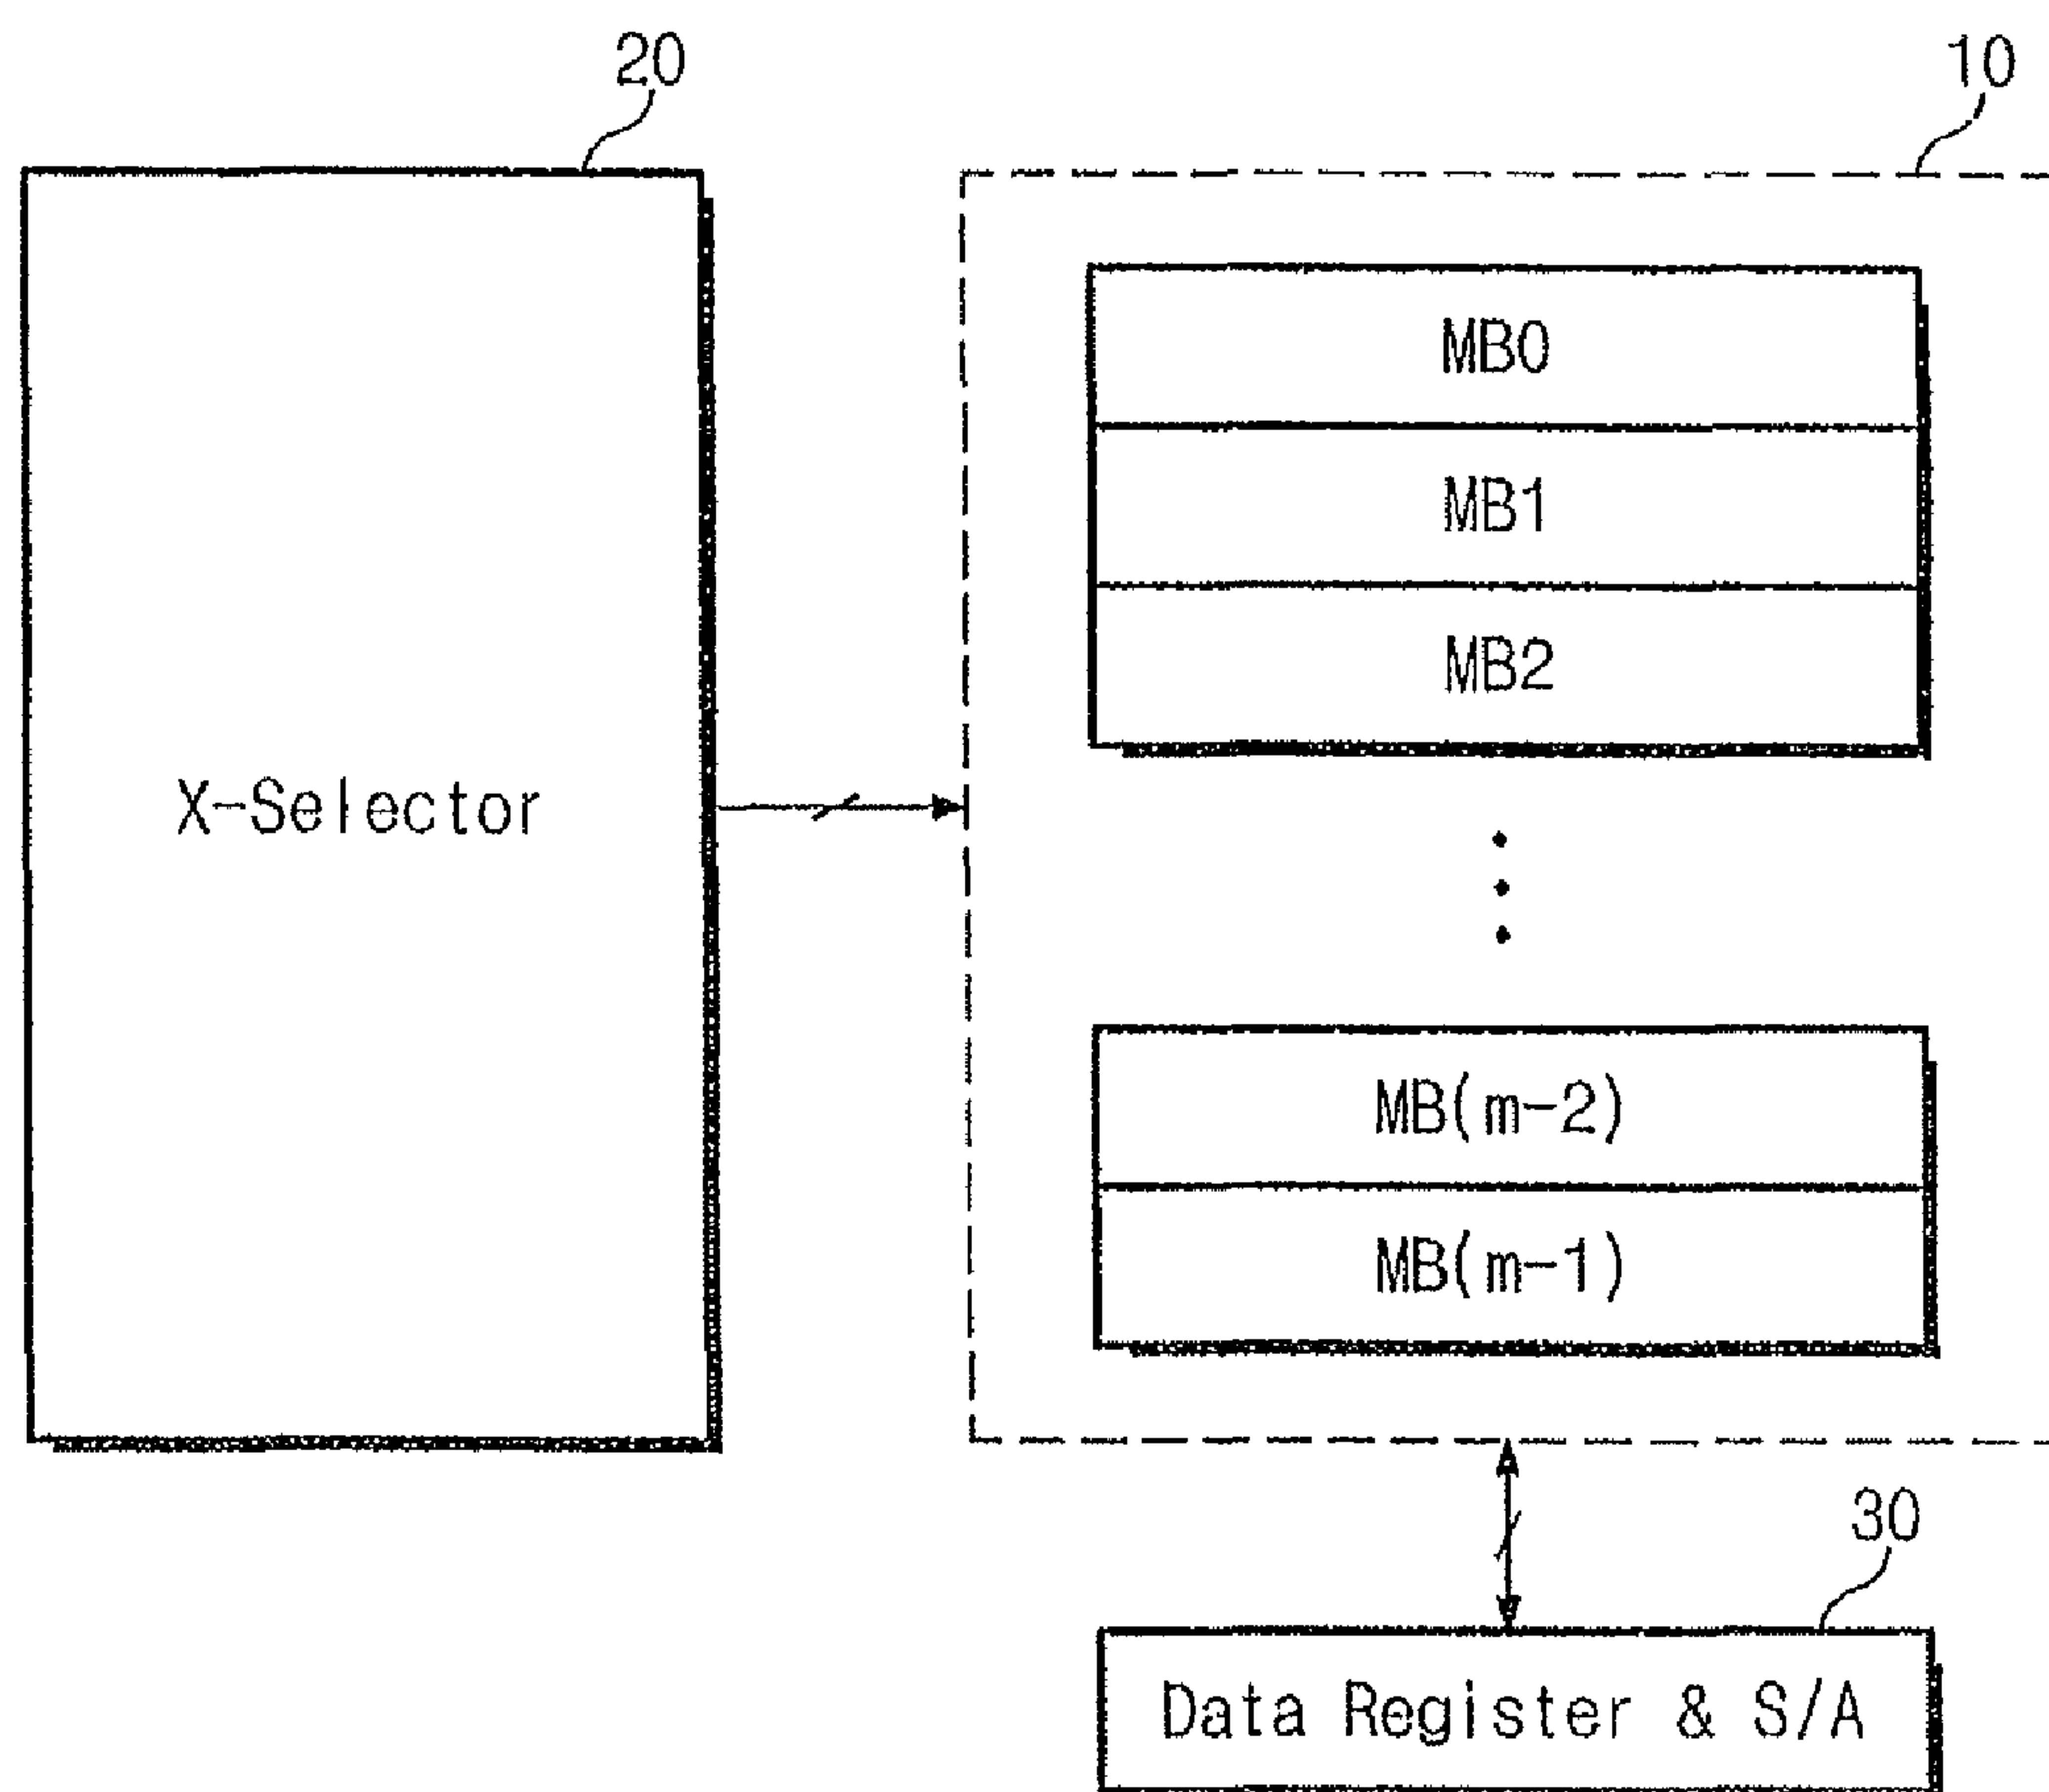 20
10
MB0
MB1
MB2
X-Selector
MB(m-2)
MB(m-1)
30
Data Register & S/A